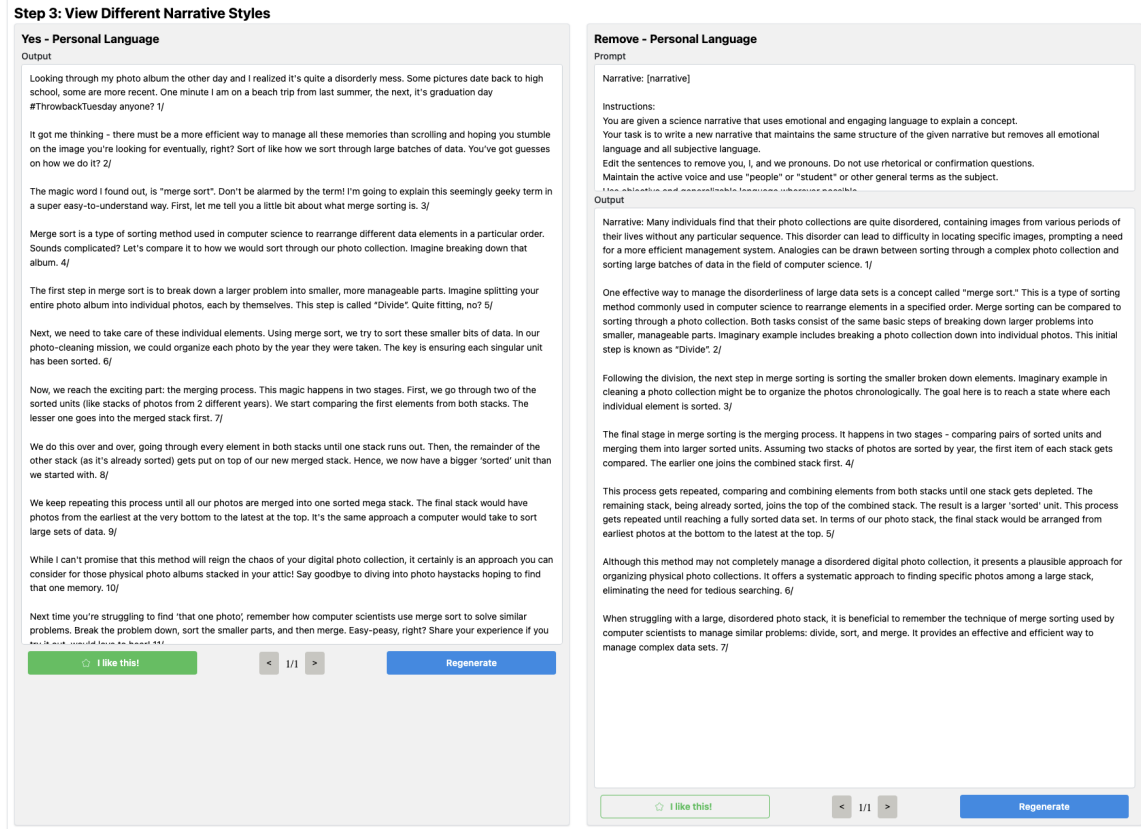 Step 3: View Different Narrative Styles
Yes - Personal Language
Output
Looking through my photo album the other day and I realized it's quite a disorderly mess. Some pictures date back to high
school, some are more recent. One minute I am on a beach trip from last summer, the next, it's graduation day
#ThrowbackTuesday anyone? 1/
It got me thinking - there must be a more efficient way to manage all these memories than scrolling and hoping you stumble
on the image you're looking for eventually, right? Sort of like how we sort through large batches of data. You've got guesses
on how we do it? 2/
The magic word I found out, is "merge sort". Don't be alarmed by the term! I'm going to explain this seemingly geeky term in
a super easy-to-understand way. First, let me tell you a little bit about what merge sorting is. 3/
Merge sort is a type of sorting method used in computer science to rearrange different data elements in a particular order.
Sounds complicated? Let's compare it to how we would sort through our photo collection. Imagine breaking down that
album. 4/
The first step in merge sort is to break down a larger problem into smaller, more manageable parts. Imagine splitting your
entire photo album into individual photos, each by themselves. This step is called “Divide”. Quite fitting, no? 5/
Next, we need to take care of these individual elements. Using merge sort, we try to sort these smaller bits of data. In our
photo-cleaning mission, we could organize each photo by the year they were taken. The key is ensuring each singular unit
has been sorted. 6/
Now, we reach the exciting part: the merging process. This magic happens in two stages. First, we go through two of the
sorted units (like stacks of photos from 2 different years). We start comparing the first elements from both stacks. The
lesser one goes into the merged stack first. 7/
We do this over and over, going through every element in both stacks until one stack runs out. Then, the remainder of the
other stack (as it's already sorted) gets put on top of our new merged stack. Hence, we now have a bigger ‘sorted’ unit than
we started with. 8/
We keep repeating this process until all our photos are merged into one sorted mega stack. The final stack would have
photos from the earliest at the very bottom to the latest at the top. It's the same approach a computer would take to sort
large sets of data. 9/
While I can't promise that this method will reign the chaos of your digital photo collection, it certainly is an approach you can
consider for those physical photo albums stacked in your attic! Say goodbye to diving into photo haystacks hoping to find
that one memory. 10/
Next time you're struggling to find ‘that one photo’, remember how computer scientists use merge sort to solve similar
problems. Break the problem down, sort the smaller parts, and then merge. Easy-peasy, right? Share your experience if you
try it out, would love to hear! 11/
☆ I like this!
< 1/1 >
Regenerate
Remove - Personal Language
Prompt
Narrative: [narrative]
Instructions:
You are given a science narrative that uses emotional and engaging language to explain a concept.
Your task is to write a new narrative that maintains the same structure of the given narrative but removes all emotional
language and all subjective language.
Edit the sentences to remove you, I, and we pronouns. Do not use rhetorical or confirmation questions.
Maintain the active voice and use "people" or "student" or other general terms as the subject.
Use objective and generalizable language wherever possible
Output
Narrative: Many individuals find that their photo collections are quite disordered, containing images from various periods of
their lives without any particular sequence. This disorder can lead to difficulty in locating specific images, prompting a need
for a more efficient management system. Analogies can be drawn between sorting through a complex photo collection and
sorting large batches of data in the field of computer science. 1/
One effective way to manage the disorderliness of large data sets is a concept called "merge sort." This is a type of sorting
method commonly used in computer science to rearrange elements in a specified order. Merge sorting can be compared to
sorting through a photo collection. Both tasks consist of the same basic steps of breaking down larger problems into
smaller, manageable parts. Imaginary example includes breaking a photo collection down into individual photos. This initial
step is known as “Divide”. 2/
Following the division, the next step in merge sorting is sorting the smaller broken down elements. Imaginary example in
cleaning a photo collection might be to organize the photos chronologically. The goal here is to reach a state where each
individual element is sorted. 3/
The final stage in merge sorting is the merging process. It happens in two stages - comparing pairs of sorted units and
merging them into larger sorted units. Assuming two stacks of photos are sorted by year, the first item of each stack gets
compared. The earlier one joins the combined stack first. 4/
This process gets repeated, comparing and combining elements from both stacks until one stack gets depleted. The
remaining stack, being already sorted, joins the top of the combined stack. The result is a larger 'sorted' unit. This process
gets repeated until reaching a fully sorted data set. In terms of our photo stack, the final stack would be arranged from
earliest photos at the bottom to the latest at the top. 5/
Although this method may not completely manage a disordered digital photo collection, it presents a plausible approach for
organizing physical photo collections. It offers a systematic approach to finding specific photos among a large stack,
eliminating the need for tedious searching. 6/
When struggling with a large, disordered photo stack, it is beneficial to remember the technique of merge sorting used by
computer scientists to manage similar problems: divide, sort, and merge. It provides an effective and efficient way to
manage complex data sets. 7/
☆ I like this!
< 1/1 >
Regenerate